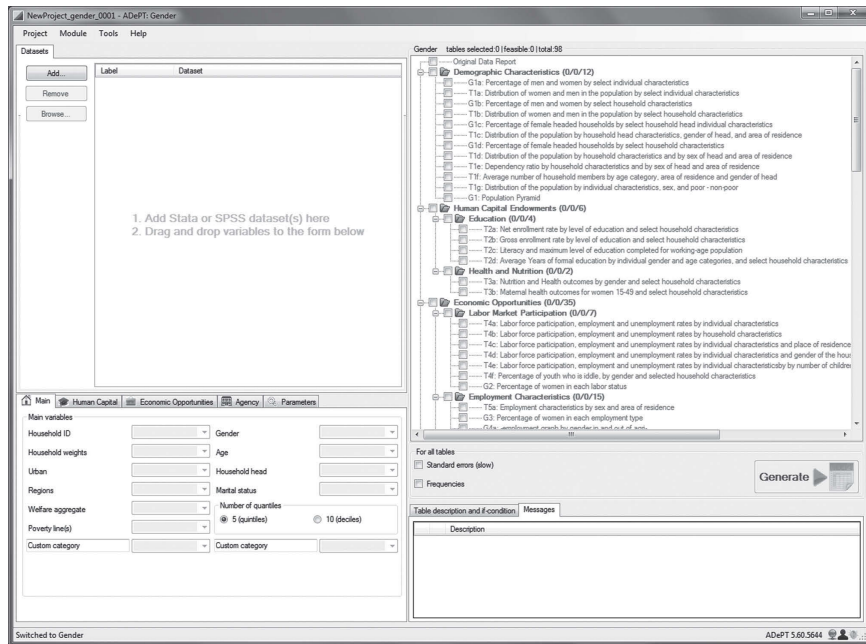 NewProject_gender_0001 - ADePT: Gender
Project Module Tools Help
Datasets
Add...
Remove
Browse...
Label Dataset
1. Add Stata or SPSS dataset(s) here
2. Drag and drop variables to the form below
Main Human Capital Economic Opportunities Agency Parameters
Main variables
Household ID Gender
Household weights Age
Urban Household head
Regions Marital status
Welfare aggregate Number of quantiles
5 (quintiles) 10 (deciles)
Poverty line(s)
Custom category Custom category
Gender tables selected:0 | feasible:0 | total:98
Original Data Report
Demographic Characteristics (0/0/12)
G1a: Percentage of men and women by select individual characteristics
T1a: Distribution of women and men in the population by select individual characteristics
G1b: Percentage of men and women by select household characteristics
T1b: Distribution of women and men in the population by select household characteristics
G1c: Percentage of female headed households by select household head individual characteristics
T1c: Distribution of the population by household head characteristics, gender of head, and area of residence
G1d: Percentage of female headed households by select household characteristics
T1d: Distribution of the population by household characteristics and by sex of head and area of residence
T1e: Dependency ratio by household characteristics and by sex of head and area of residence
T1f: Average number of household members by age category, area of residence and gender of head
T1g: Distribution of the population by individual characteristics, sex, and poor - non-poor
G1: Population Pyramid
Human Capital Endowments (0/0/6)
Education (0/0/4)
T2a: Net enrollment rate by level of education and select household characteristics
T2b: Gross enrollment rate by level of education and select household characteristics
T2c: Literacy and maximum level of education completed for working-age population
T2d: Average Years of formal education by individual gender and age categories, and select household characteristics
Health and Nutrition (0/0/2)
T3a: Nutrition and Health outcomes by gender and select household characteristics
T3b: Maternal health outcomes for women 15-49 and select household characteristics
Economic Opportunities (0/0/35)
Labor Market Participation (0/0/7)
T4a: Labor force participation, employment and unemployment rates by individual characteristics
T4b: Labor force participation, employment and unemployment rates by household characteristics
T4c: Labor force participation, employment and unemployment rates by individual characteristics and place of residence
T4d: Labor force participation, employment and unemployment rates by individual characteristics and gender of the hous
T4e: Labor force participation, employment and unemployment rates by individual characteristicsby by number of children
T4f: Percentage of youth who is iddle, by gender and selected household characteristics
G2: Percentage of women in each labor status
Employment Characteristics (0/0/15)
T5a: Employment characteristics by sex and area of residence
G3: Percentage of women in each employment type
G4a: -employment graph by gender in and out of agri-
For all tables
Standard errors (slow)
Frequencies
Generate
Table description and if-condition Messages
Description
Switched to Gender
ADePT 5.60.5644